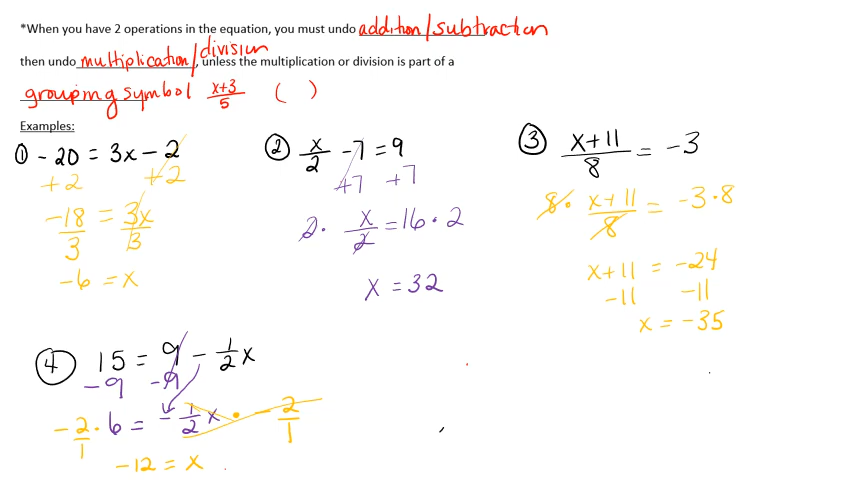 *When you have 2 operations in the equation, you must undo addition/subtraction
then undo multiplication/division, unless the multiplication or division is part of a
grouping symbol x+3/5 ( )
Examples:
① -20 = 3x - 2
+2 +2
-18/3 = 3x/3
-6 = x
② x/2 - 7 = 9
+7 +7
2 · x/2 = 16 · 2
x = 32
③ x+11/8 = -3
8 · x+11/8 = -3 · 8
x+11 = -24
-11 -11
x = -35
④ 15 = 9 - 1/2 x
-9 -9
-2/1 · 6 = -1/2 x · -2/1
-12 = x